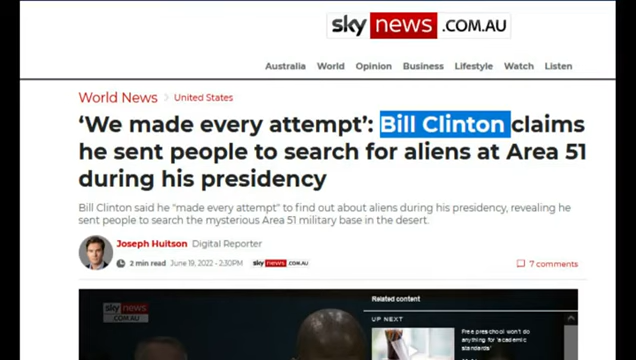 sky news .COM.AU
Australia World Opinion Business Lifestyle Watch Listen
World News > United States
‘We made every attempt’: Bill Clinton claims
he sent people to search for aliens at Area 51
during his presidency
Bill Clinton said he "made every attempt" to find out about aliens during his presidency, revealing he
sent people to search the mysterious Area 51 military base in the desert.
Joseph Huitson Digital Reporter
2 min read June 19, 2022 - 2:30PM sky news .COM.AU
7 comments
sky news
.COM.AU
Related content
UP NEXT
Free preschool won't do
anything for 'academic
standards'